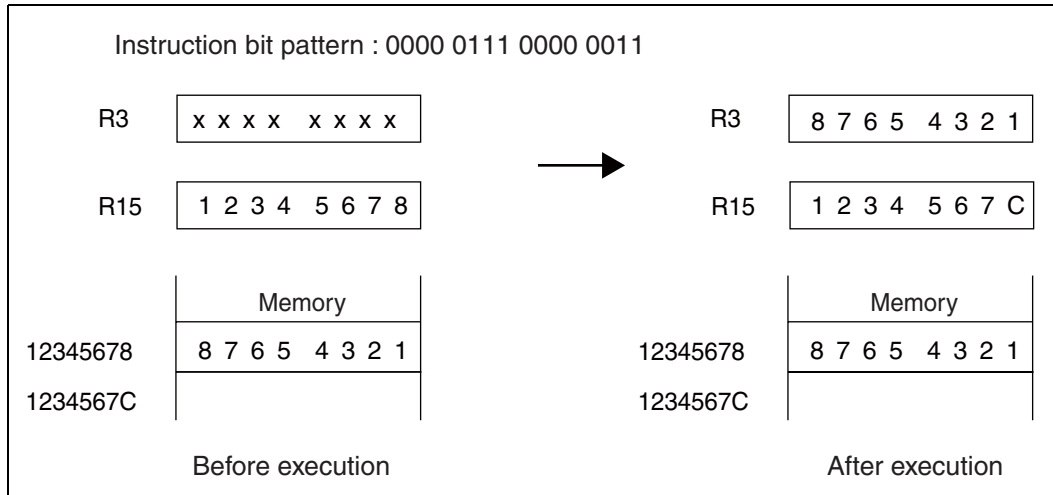 Instruction bit pattern : 0000 0111 0000 0011
R3 x x x x x x x x R3 8 7 6 5 4 3 2 1
R15 1 2 3 4 5 6 7 8 R15 1 2 3 4 5 6 7 C
Memory Memory
12345678 8 7 6 5 4 3 2 1 12345678 8 7 6 5 4 3 2 1
1234567C 1234567C
Before execution After execution